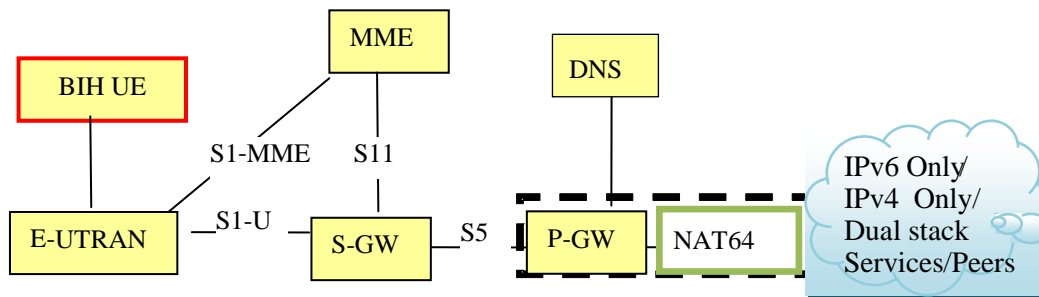 MME
DNS
BIH UE
S1-MME
S11
IPv6 Only/
IPv4 Only/
Dual stack
Services/Peers
E-UTRAN
S1-U
S-GW
S5
P-GW
NAT64